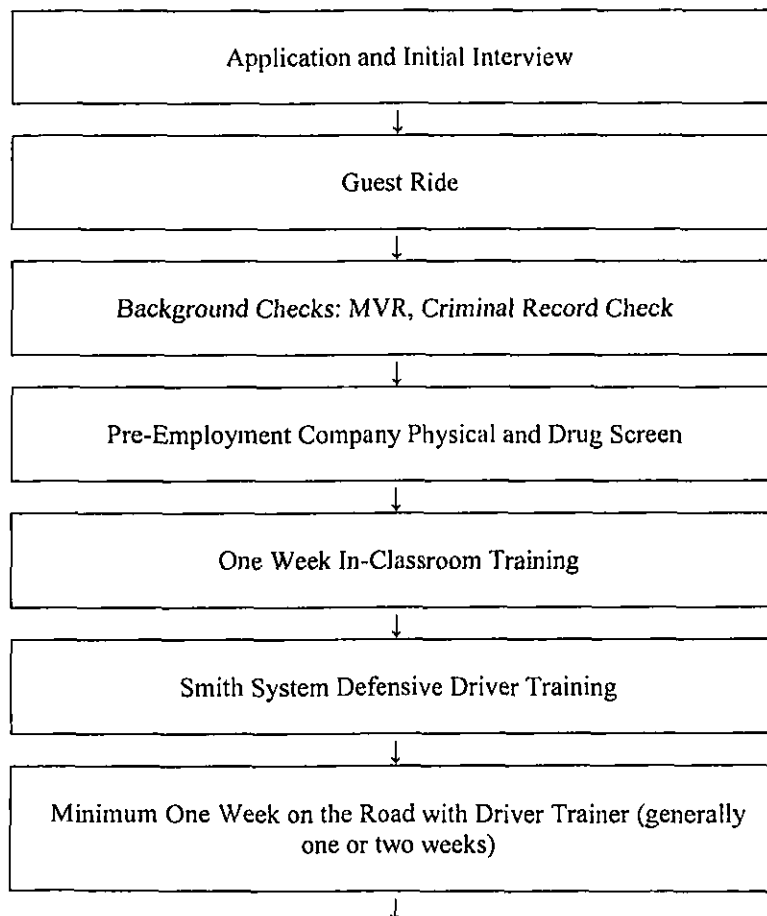 Application and Initial Interview
↓
Guest Ride
↓
Background Checks: MVR, Criminal Record Check
↓
Pre-Employment Company Physical and Drug Screen
↓
One Week In-Classroom Training
↓
Smith System Defensive Driver Training
↓
Minimum One Week on the Road with Driver Trainer (generally
one or two weeks)
↓